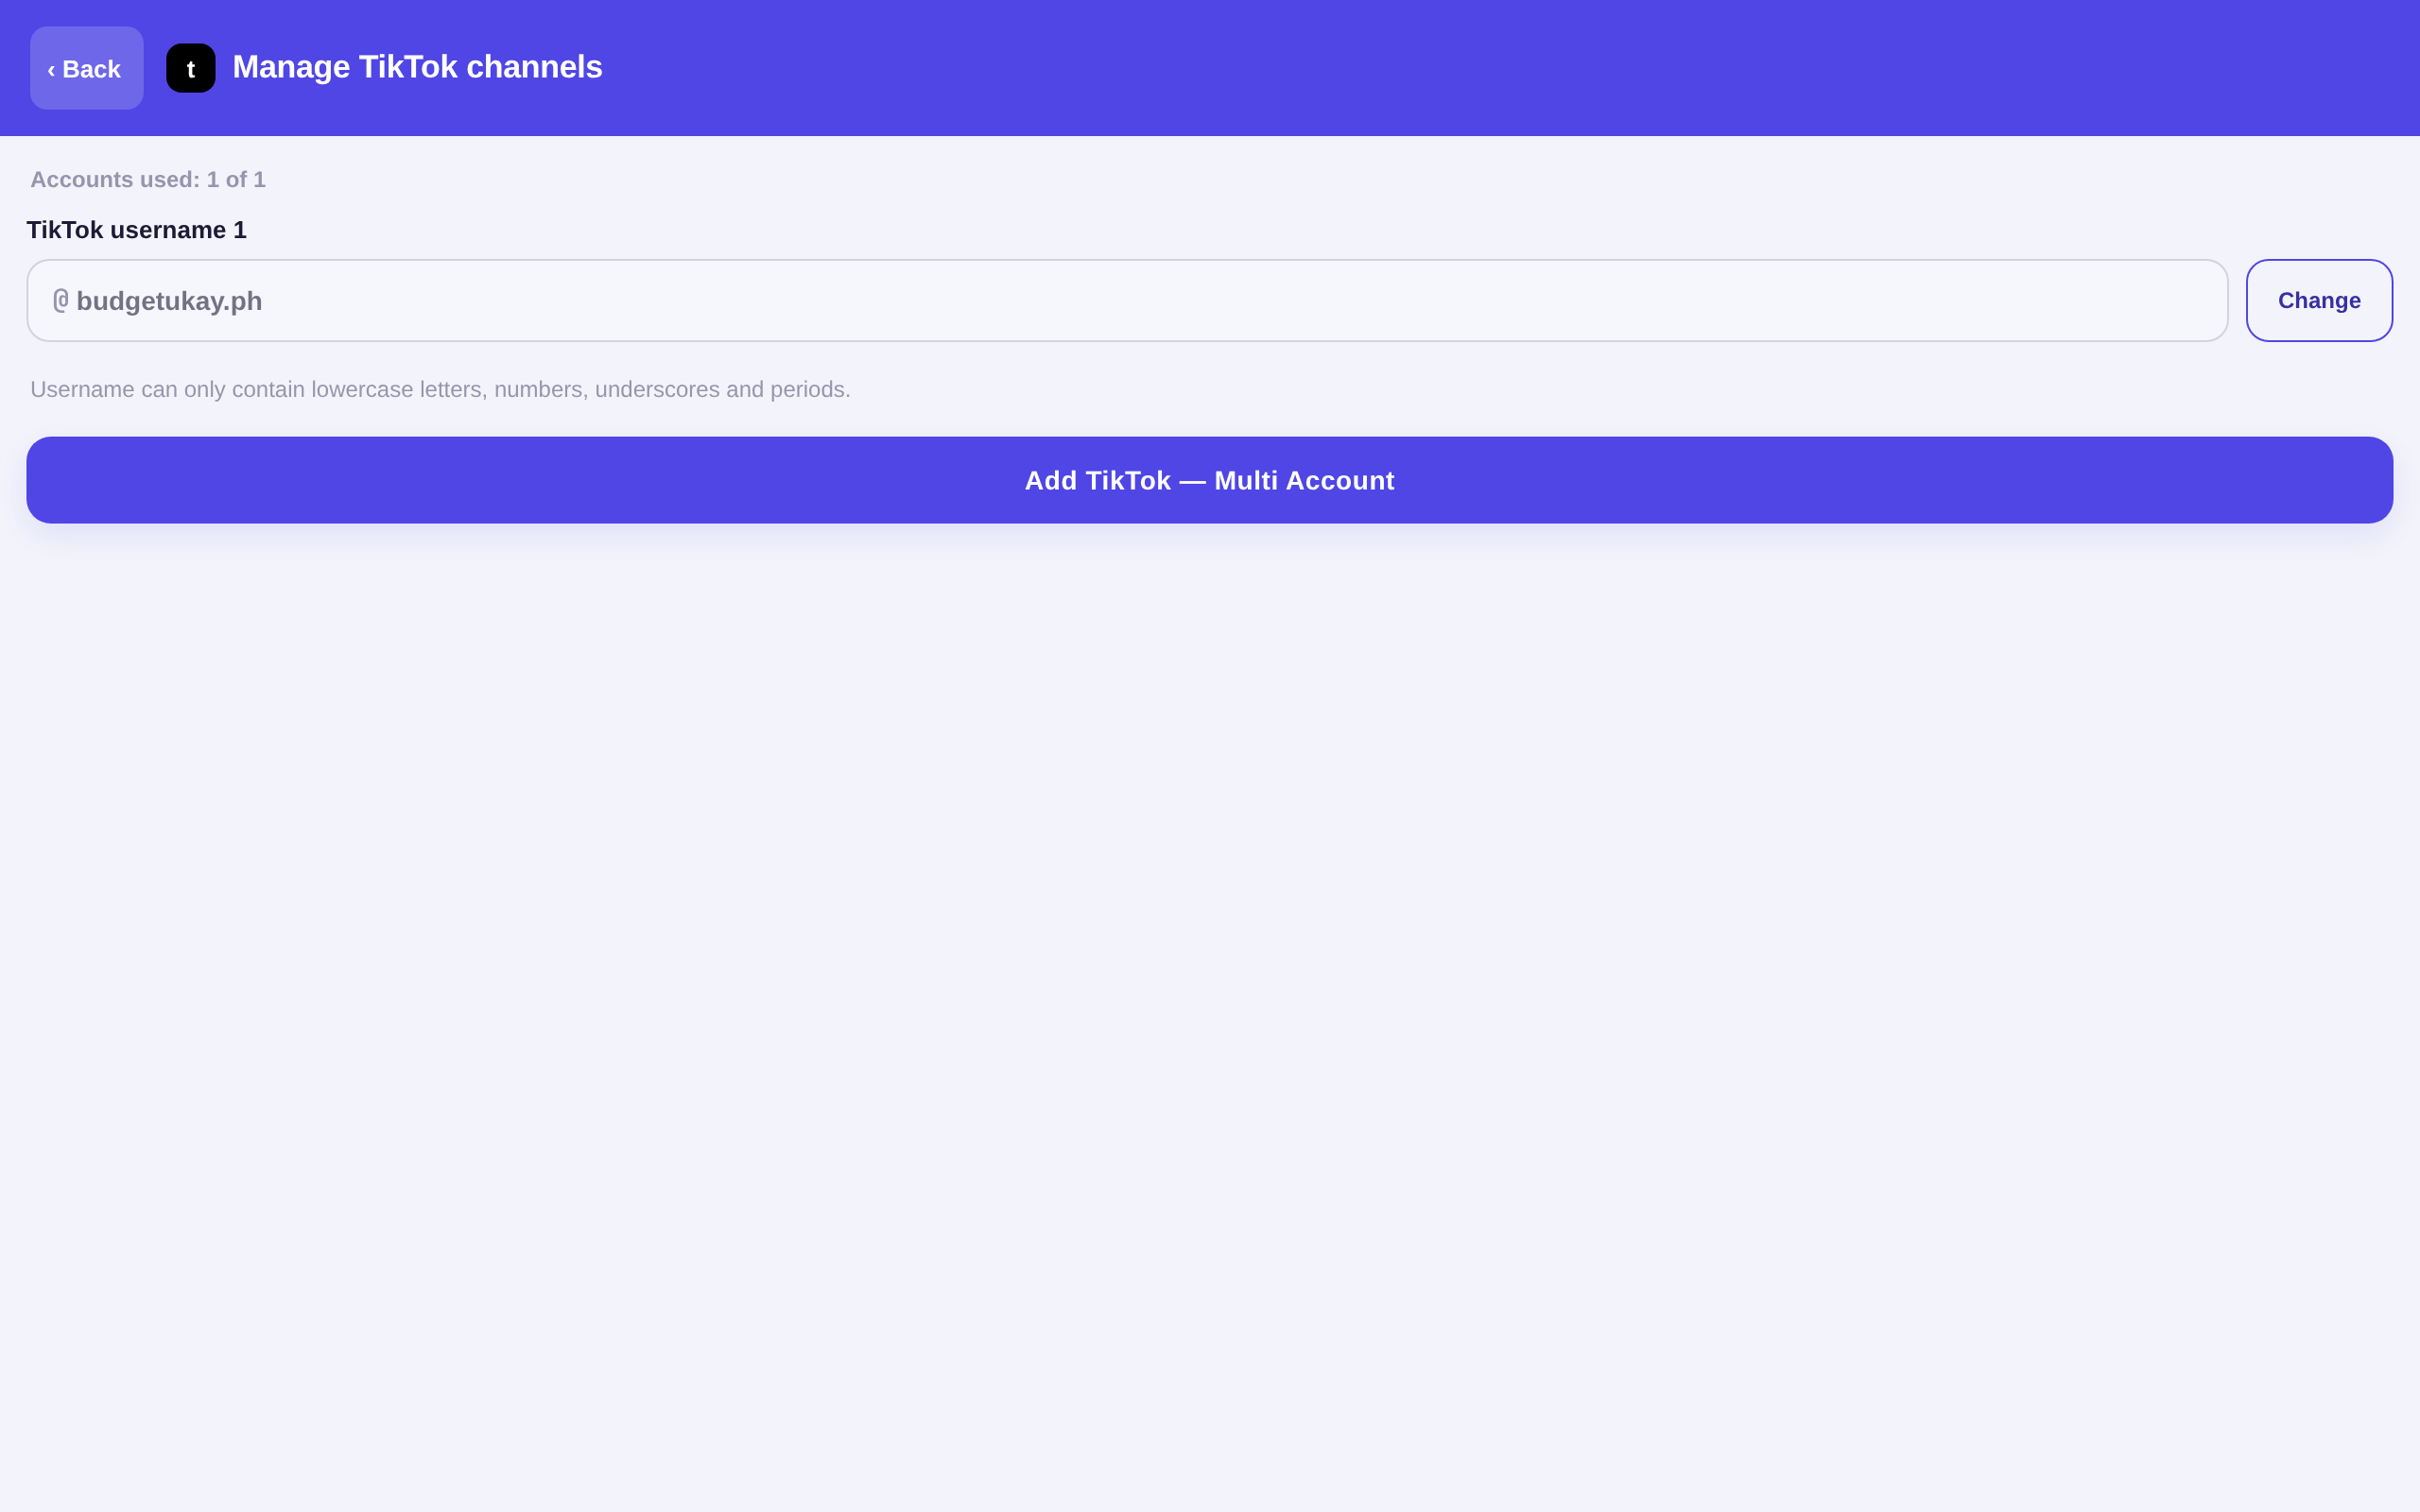 ‹ Back
t
Manage TikTok channels
Accounts used: 1 of 1
TikTok username 1
@ budgetukay.ph
Change
Username can only contain lowercase letters, numbers, underscores and periods.
Add TikTok — Multi Account